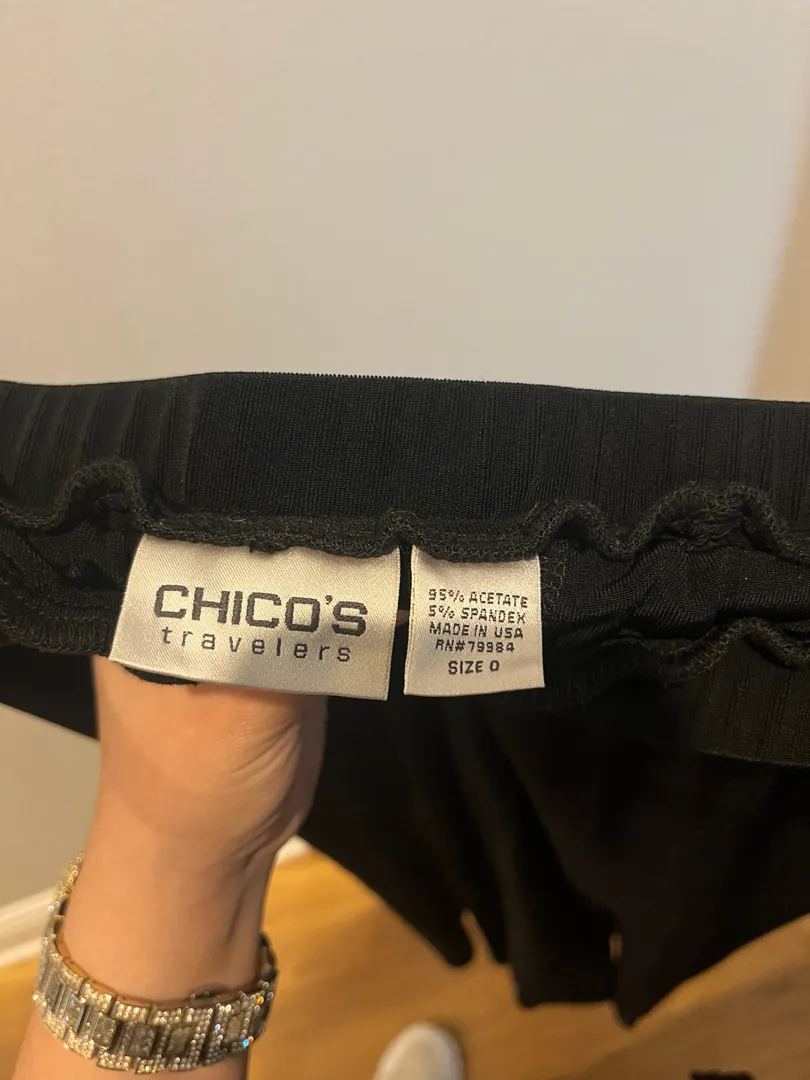 CHICO'S
travelers
95% ACETATE
5% SPANDEX
MADE IN USA
RN#79984
SIZE 0